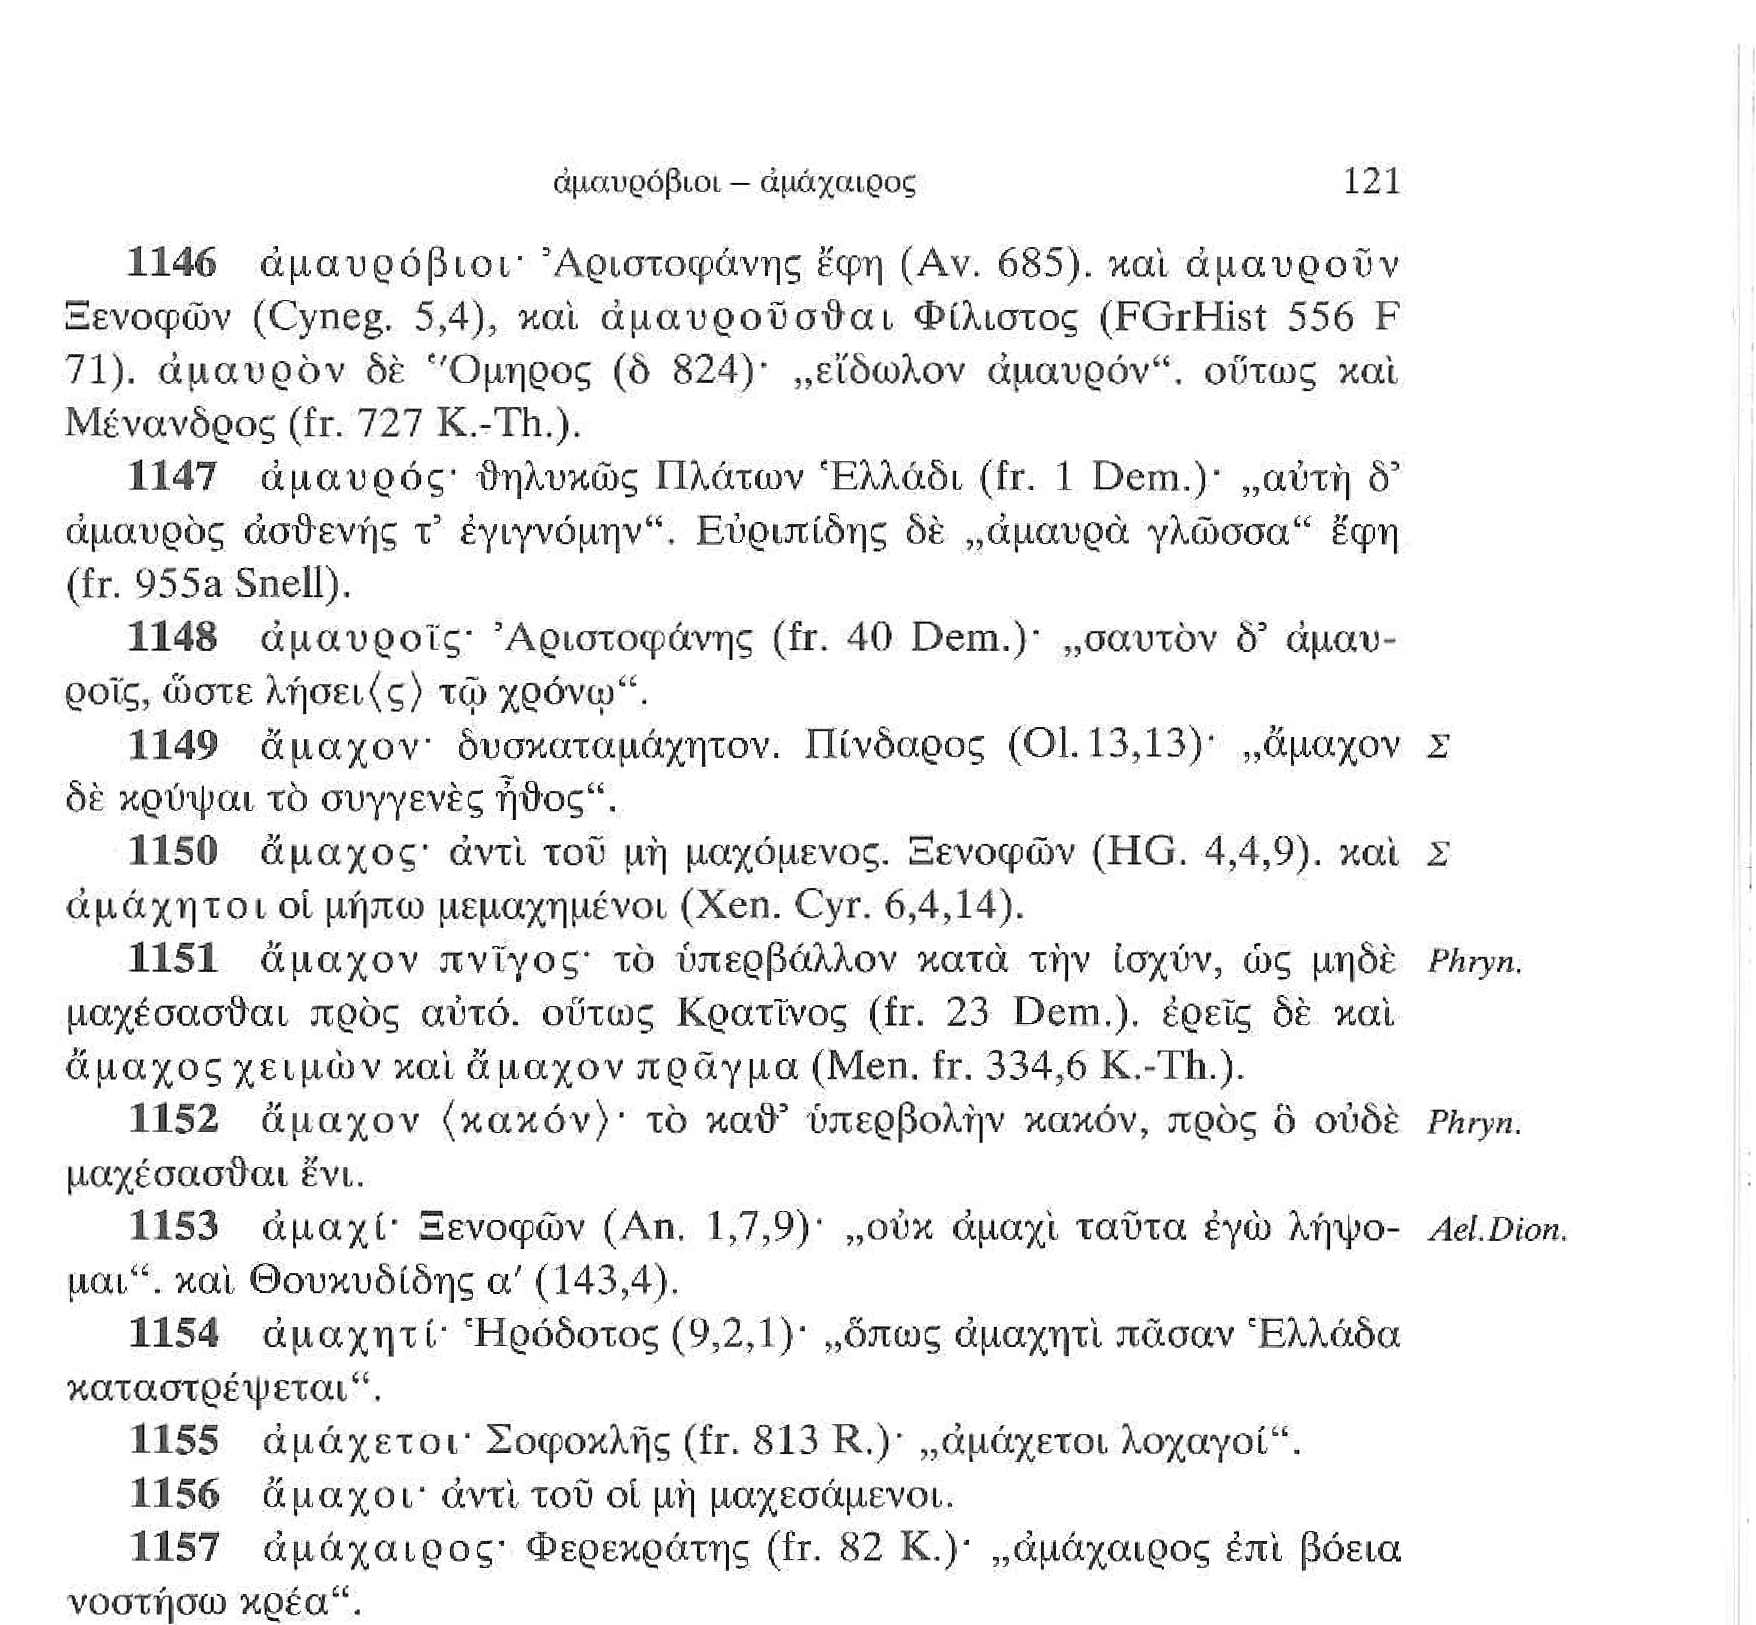 ἀμαυρόβιοι – ἀμάχαιρος 121
1146 ἀμαυρόβιοι· Ἀριστοφάνης ἔφη (Av. 685). καὶ ἀμαυροῦν
Ξενοφῶν (Cyneg. 5,4), καὶ ἀμαυροῦσθαι Φίλιστος (FGrHist 556 F
71). ἀμαυρὸν δὲ Ὅμηρος (δ 824)· „εἴδωλον ἀμαυρόν“. οὕτως καὶ
Μένανδρος (fr. 727 K.-Th.).
1147 ἀμαυρός· θηλυκῶς Πλάτων Ἑλλάδι (fr. 1 Dem.)· „αὐτὴ δ’
ἀμαυρὸς ἀσθενής τ’ ἐγιγνόμην“. Εὐριπίδης δὲ „ἀμαυρὰ γλῶσσα“ ἔφη
(fr. 955a Snell).
1148 ἀμαυροῖς· Ἀριστοφάνης (fr. 40 Dem.)· „σαυτὸν δ’ ἀμαυ-
ροῖς, ὥστε λήσει⟨ς⟩ τῷ χρόνῳ“.
1149 ἄμαχον· δυσκαταμάχητον. Πίνδαρος (Ol. 13,13)· „ἄμαχον Σ
δὲ κρύψαι τὸ συγγενὲς ἦθος“.
1150 ἄμαχος· ἀντὶ τοῦ μὴ μαχόμενος. Ξενοφῶν (HG. 4,4,9). καὶ Σ
ἀμάχητοι οἱ μήπω μεμαχημένοι (Xen. Cyr. 6,4,14).
1151 ἄμαχον πνῖγος· τὸ ὑπερβάλλον κατὰ τὴν ἰσχύν, ὡς μηδὲ Phryn.
μαχέσασθαι πρὸς αὐτό. οὕτως Κρατῖνος (fr. 23 Dem.). ἐρεῖς δὲ καὶ
ἄμαχος χειμὼν καὶ ἄμαχον πρᾶγμα (Men. fr. 334,6 K.-Th.).
1152 ἄμαχον ⟨κακόν⟩· τὸ καθ’ ὑπερβολὴν κακόν, πρὸς ὃ οὐδὲ Phryn.
μαχέσασθαι ἔνι.
1153 ἀμαχί· Ξενοφῶν (An. 1,7,9)· „οὐκ ἀμαχὶ ταῦτα ἐγὼ λήψο- Ael.Dion.
μαι“. καὶ Θουκυδίδης α′ (143,4).
1154 ἀμαχητί· Ἡρόδοτος (9,2,1)· „ὅπως ἀμαχητὶ πᾶσαν Ἑλλάδα
καταστρέψεται“.
1155 ἀμάχετοι· Σοφοκλῆς (fr. 813 R.)· „ἀμάχετοι λοχαγοί“.
1156 ἄμαχοι· ἀντὶ τοῦ οἱ μὴ μαχεσάμενοι.
1157 ἀμάχαιρος· Φερεκράτης (fr. 82 K.)· „ἀμάχαιρος ἐπὶ βόεια
νοστήσω κρέα“.